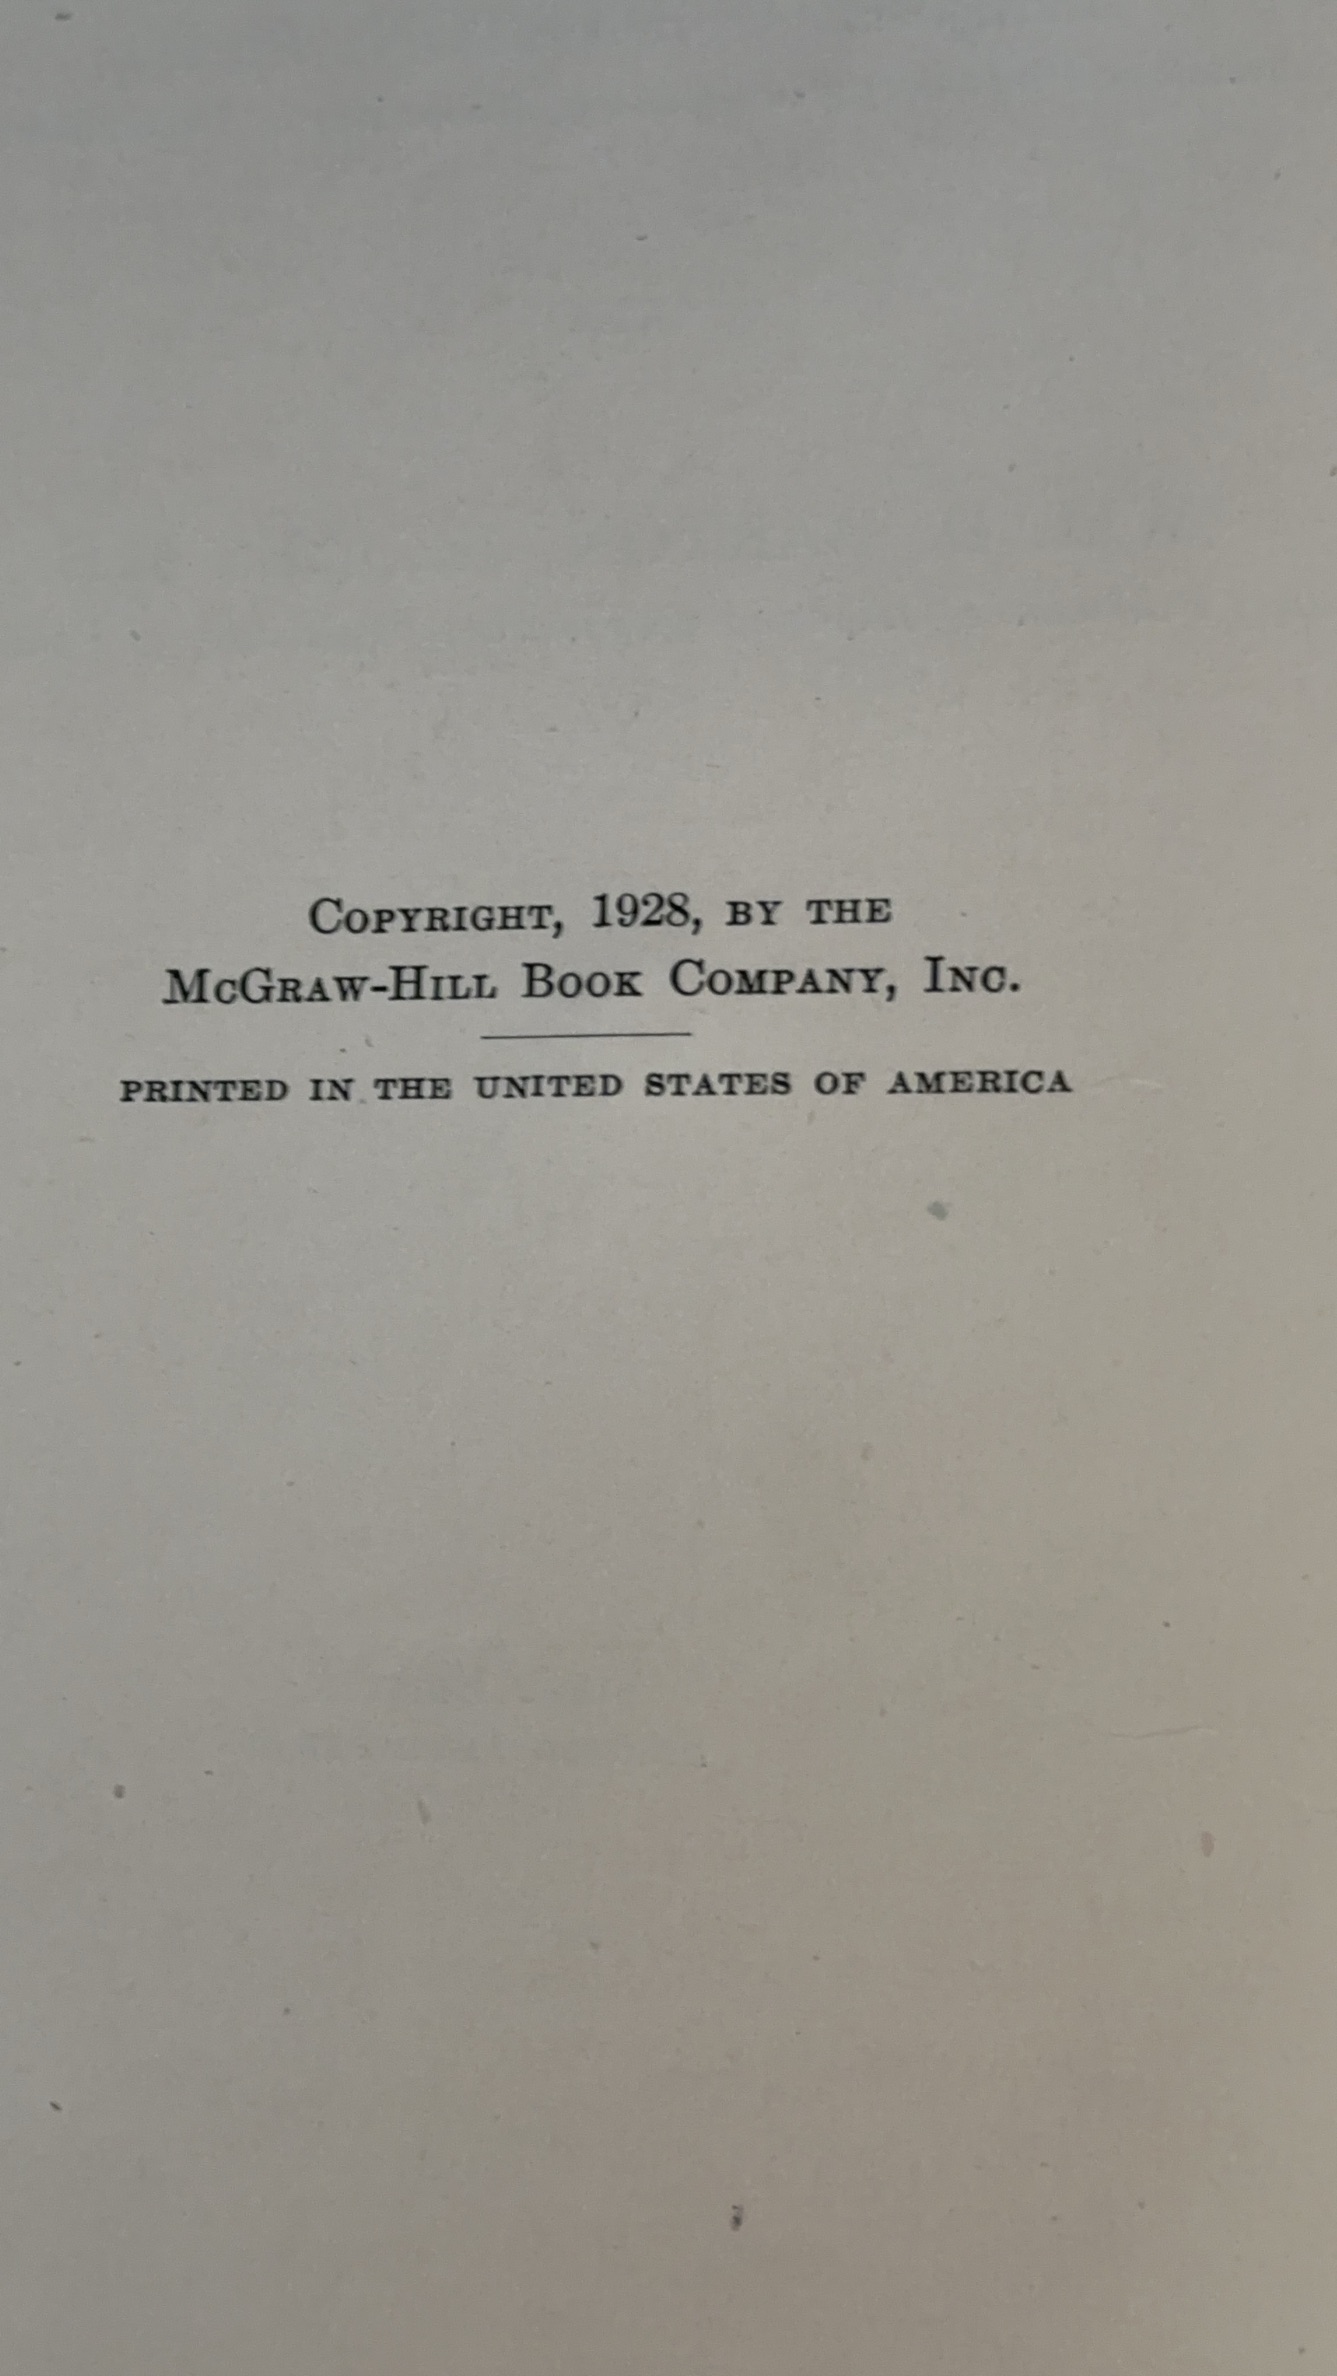 Copyright, 1928, by the
McGraw-Hill Book Company, Inc.
PRINTED IN THE UNITED STATES OF AMERICA